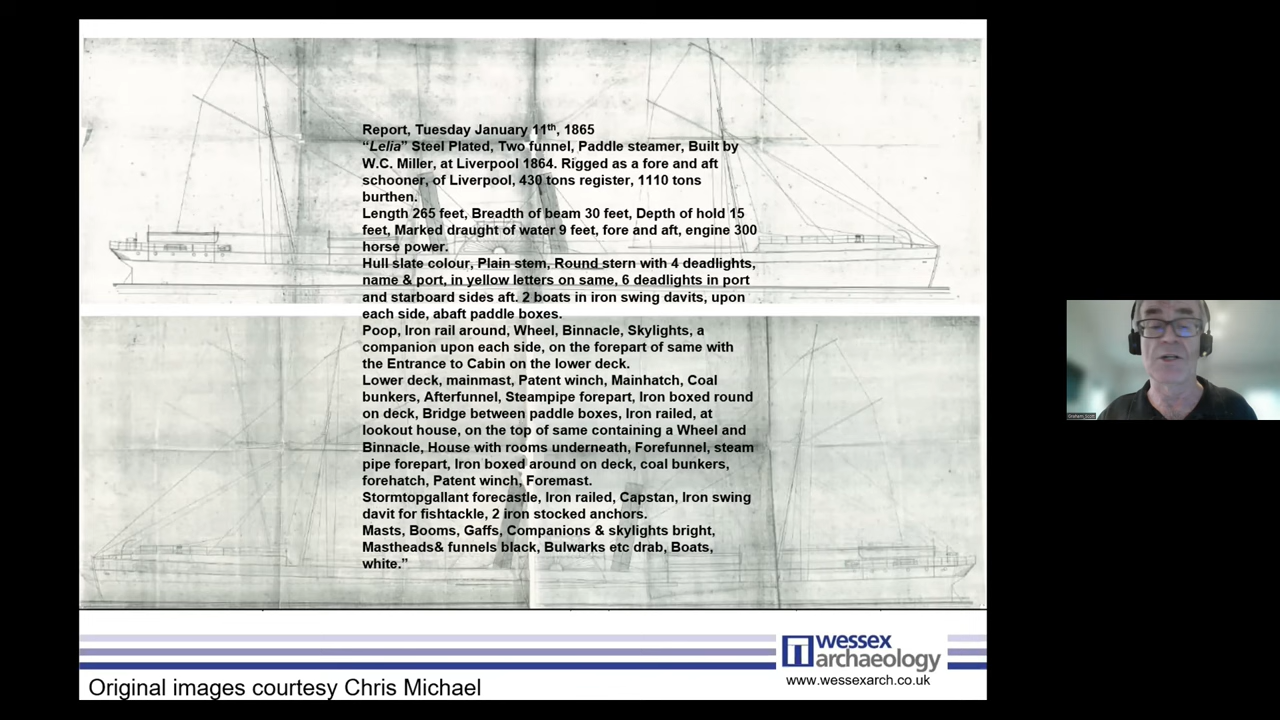 Report, Tuesday January 11th, 1865
“Lelia” Steel Plated, Two funnel, Paddle steamer, Built by
W.C. Miller, at Liverpool 1864. Rigged as a fore and aft
schooner, of Liverpool, 430 tons register, 1110 tons
burthen.
Length 265 feet, Breadth of beam 30 feet, Depth of hold 15
feet, Marked draught of water 9 feet, fore and aft, engine 300
horse power.
Hull slate colour, Plain stem, Round stern with 4 deadlights,
name & port, in yellow letters on same, 6 deadlights in port
and starboard sides aft. 2 boats in iron swing davits, upon
each side, abaft paddle boxes.
Poop, Iron rail around, Wheel, Binnacle, Skylights, a
companion upon each side, on the forepart of same with
the Entrance to Cabin on the lower deck.
Lower deck, mainmast, Patent winch, Mainhatch, Coal
bunkers, Afterfunnel, Steampipe forepart, Iron boxed round
on deck, Bridge between paddle boxes, Iron railed, at
lookout house, on the top of same containing a Wheel and
Binnacle, House with rooms underneath, Forefunnel, steam
pipe forepart, Iron boxed around on deck, coal bunkers,
forehatch, Patent winch, Foremast.
Stormtopgallant forecastle, Iron railed, Capstan, Iron swing
davit for fishtackle, 2 iron stocked anchors.
Masts, Booms, Gaffs, Companions & skylights bright,
Mastheads& funnels black, Bulwarks etc drab, Boats,
white.”
wessex
archaeology
www.wessexarch.co.uk
Original images courtesy Chris Michael
Graham_Scott